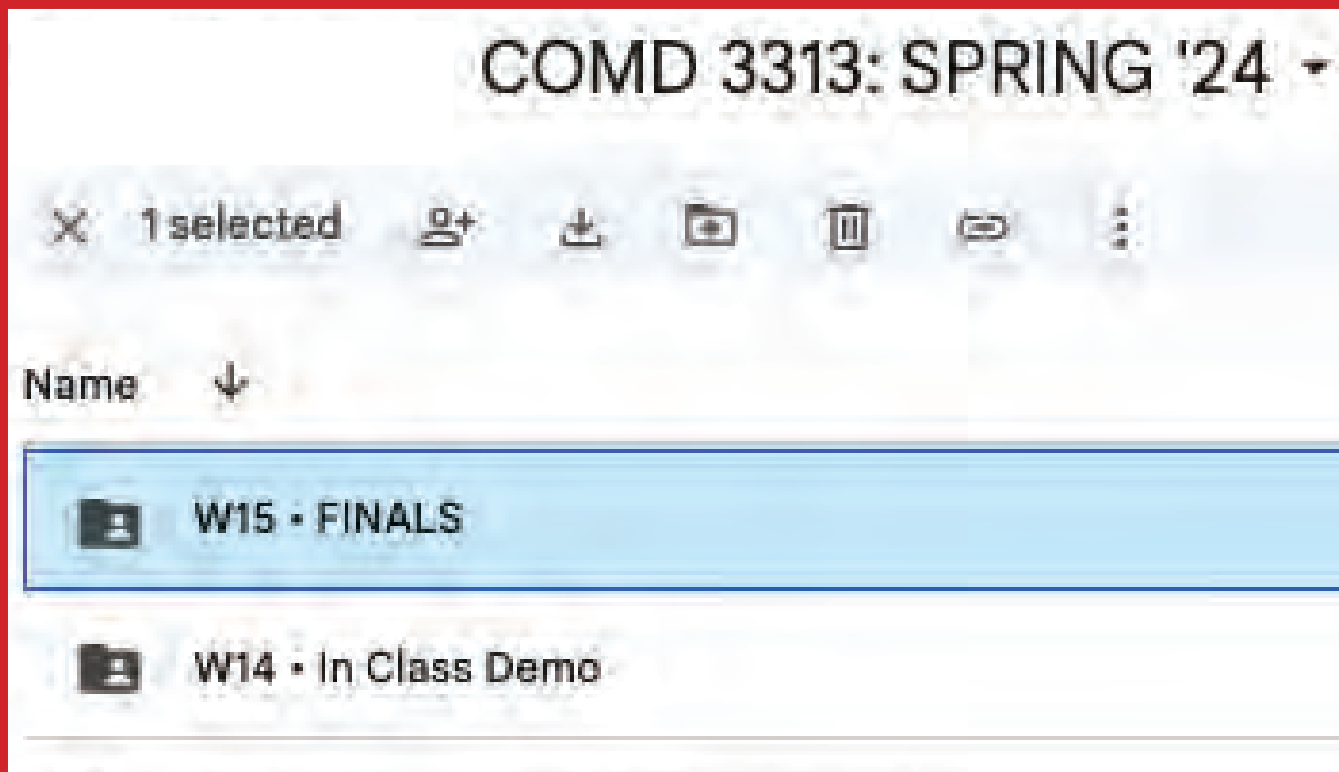 COMD 3313: SPRING '24
1 selected
Name
W15 • FINALS
W14 • In Class Demo